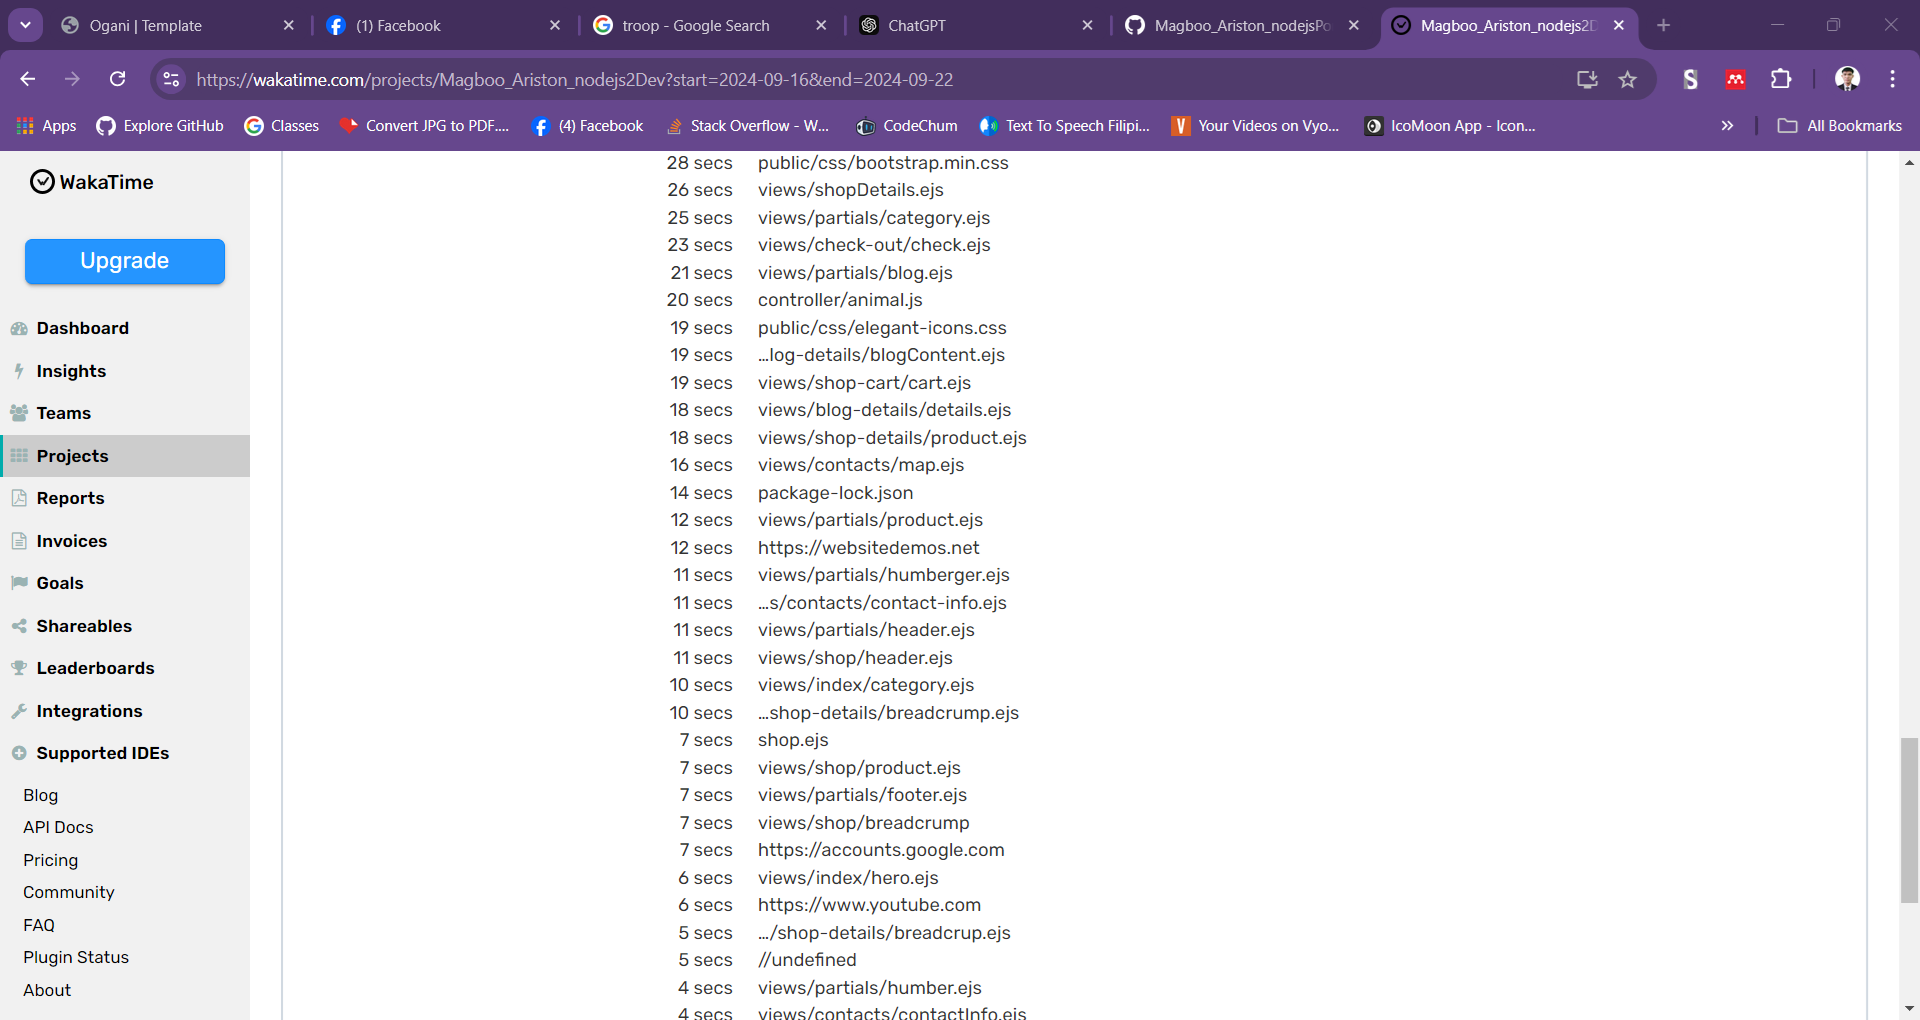 Ogani | Template
(1) Facebook
troop - Google Search
ChatGPT
Magboo_Ariston_nodejsPo
Magboo_Ariston_nodejs2D
https://wakatime.com/projects/Magboo_Ariston_nodejs2Dev?start=2024-09-16&end=2024-09-22
Apps
Explore GitHub
Classes
Convert JPG to PDF....
(4) Facebook
Stack Overflow - W...
CodeChum
Text To Speech Filipi...
Your Videos on Vyo...
IcoMoon App - Icon...
All Bookmarks
WakaTime
Upgrade
Dashboard
Insights
Teams
Projects
Reports
Invoices
Goals
Shareables
Leaderboards
Integrations
Supported IDEs
Blog
API Docs
Pricing
Community
FAQ
Plugin Status
About
28 secs public/css/bootstrap.min.css
26 secs views/shopDetails.ejs
25 secs views/partials/category.ejs
23 secs views/check-out/check.ejs
21 secs views/partials/blog.ejs
20 secs controller/animal.js
19 secs public/css/elegant-icons.css
19 secs ...log-details/blogContent.ejs
19 secs views/shop-cart/cart.ejs
18 secs views/blog-details/details.ejs
18 secs views/shop-details/product.ejs
16 secs views/contacts/map.ejs
14 secs package-lock.json
12 secs views/partials/product.ejs
12 secs https://websitedemos.net
11 secs views/partials/humberger.ejs
11 secs ...s/contacts/contact-info.ejs
11 secs views/partials/header.ejs
11 secs views/shop/header.ejs
10 secs views/index/category.ejs
10 secs ...shop-details/breadcrump.ejs
7 secs shop.ejs
7 secs views/shop/product.ejs
7 secs views/partials/footer.ejs
7 secs views/shop/breadcrump
7 secs https://accounts.google.com
6 secs views/index/hero.ejs
6 secs https://www.youtube.com
5 secs .../shop-details/breadcrup.ejs
5 secs //undefined
4 secs views/partials/humber.ejs
4 secs views/contacts/contactInfo.ejs